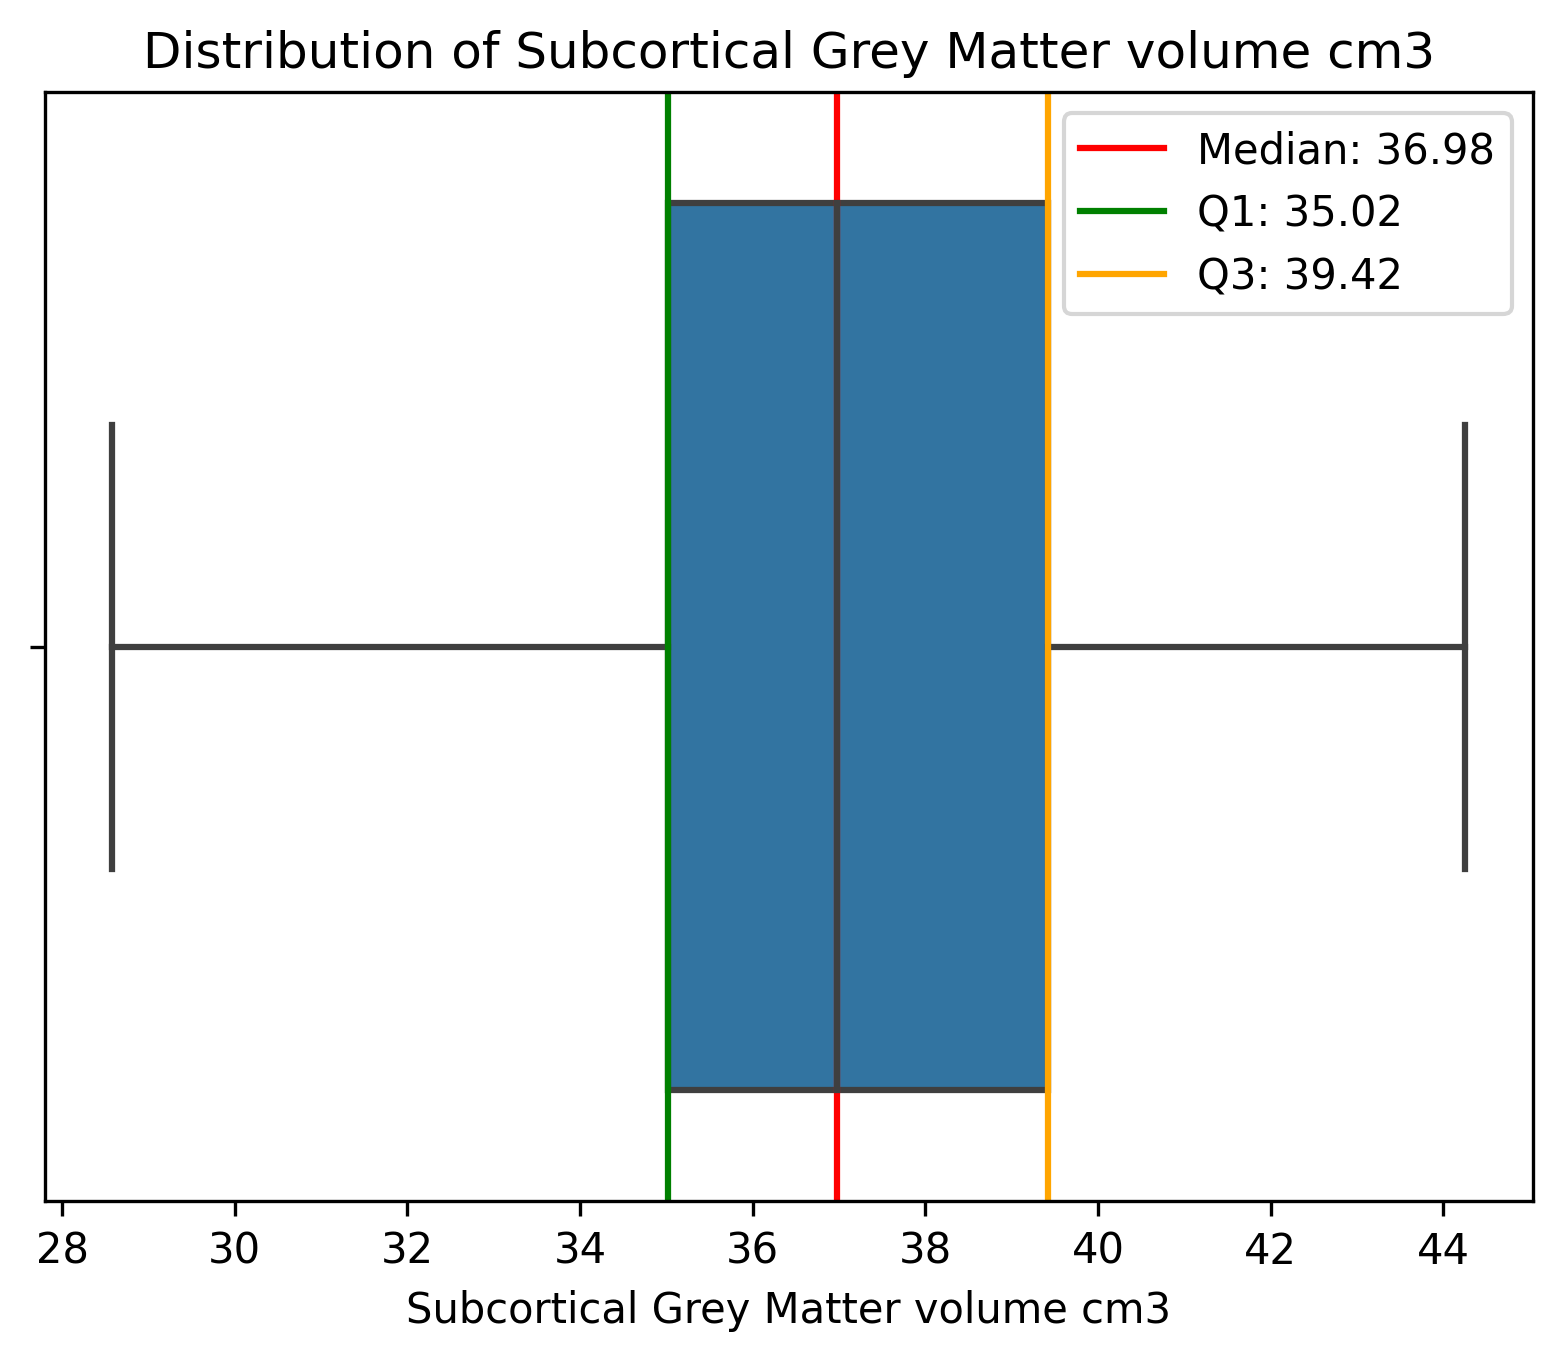 Distribution of Subcortical Grey Matter volume cm3
Median: 36.98
Q1: 35.02
Q3: 39.42
28 30 32 34 36 38 40 42 44
Subcortical Grey Matter volume cm3